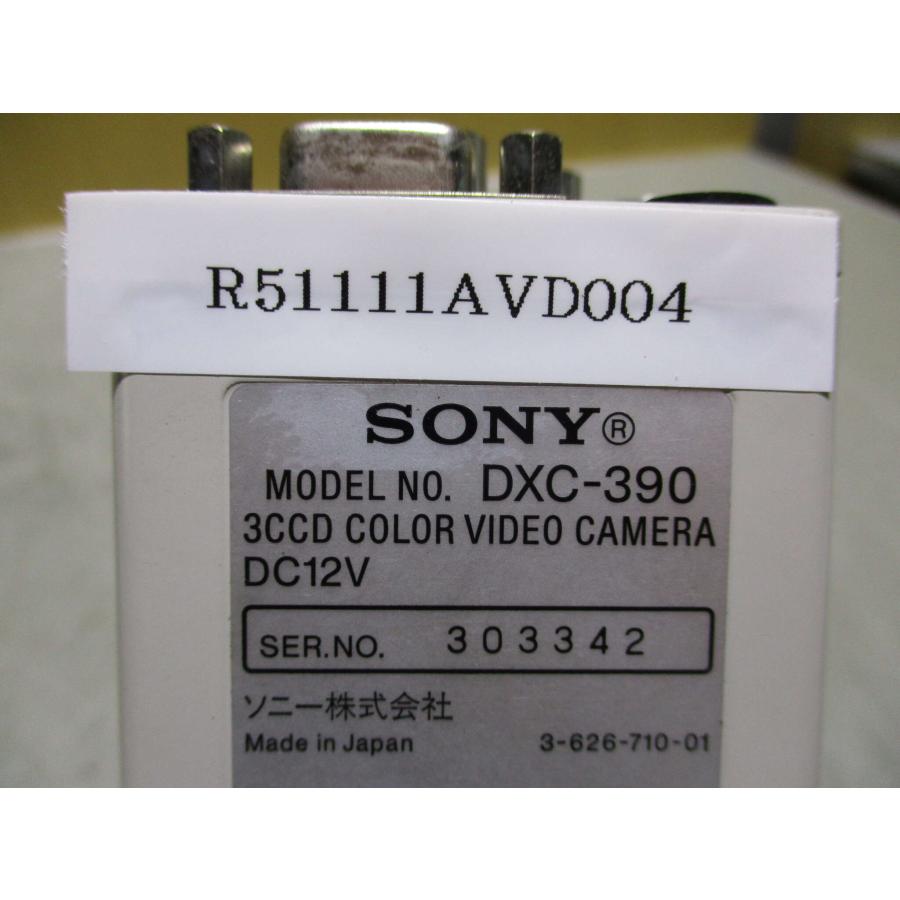 R51111AVD004
SONY®
MODEL NO. DXC-390
3CCD COLOR VIDEO CAMERA
DC12V
SER.NO. 303342
ソニー株式会社
Made in Japan 3-626-710-01